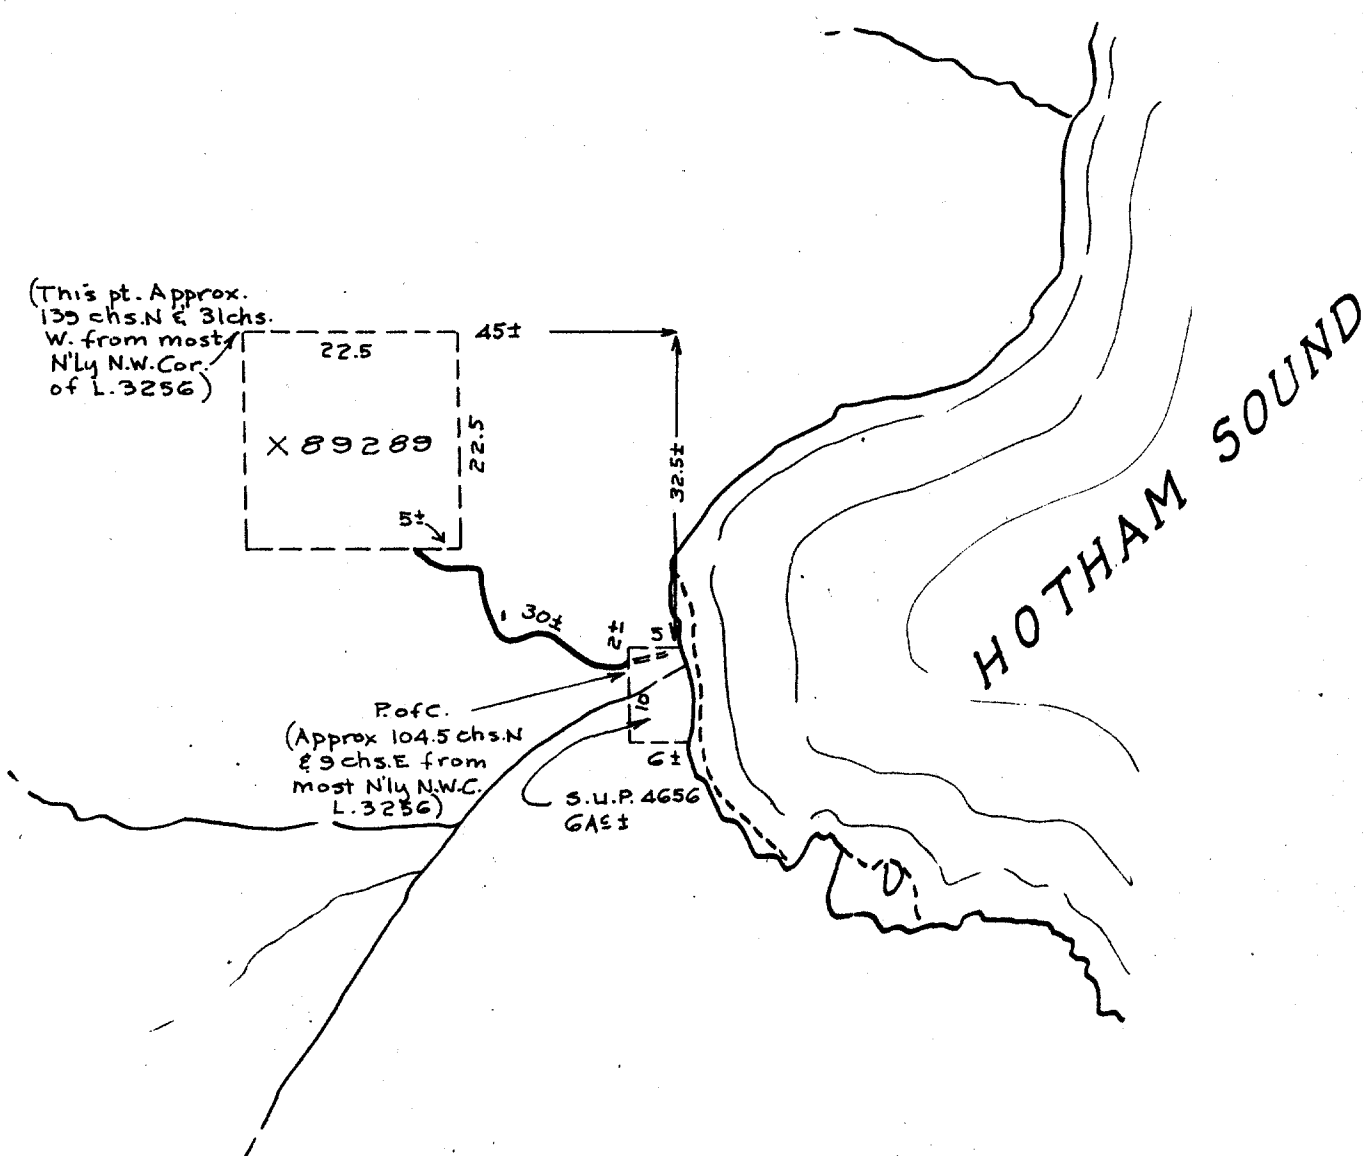 (This pt. Approx.
139 chs.N & 31chs.
W. from most
N'Ly N.W.Cor.
of L.3256)
22.5
45±
22.5
X89289
32.5±
5±
30±
2±
5
10
6±
P.ofC.
(Approx 104.5 chs.N
& 9 chs.E from
most N'ly N.W.C.
L.3256)
S.U.P. 4656
6Ac±
HOTHAM SOUND